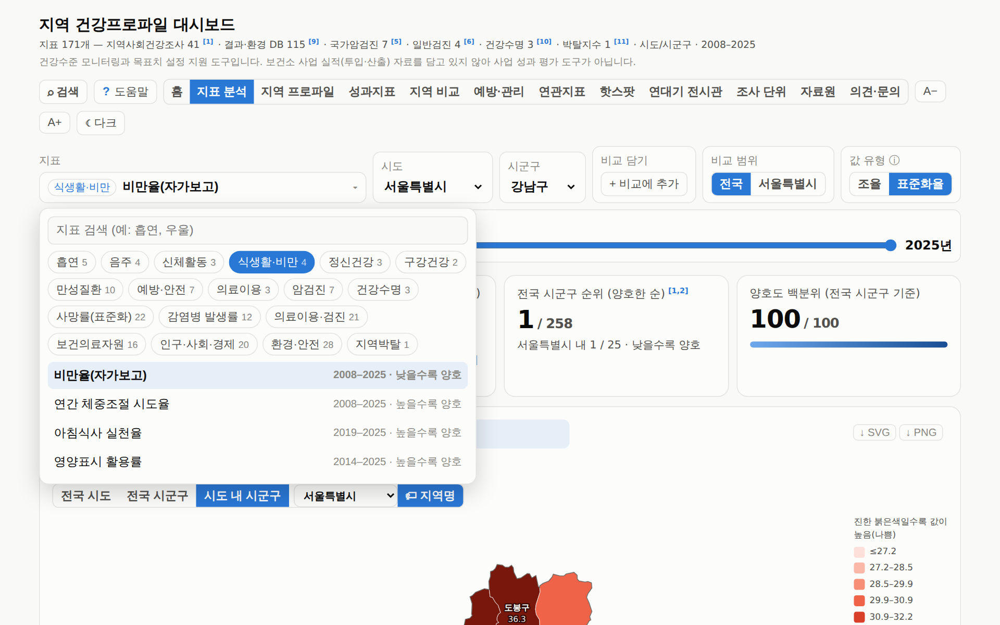 지역 건강프로파일 대시보드
지표 171개 — 지역사회건강조사 41 [1] · 결과·환경 DB 115 [9] · 국가암검진 7 [5] · 일반검진 4 [6] · 건강수명 3 [10] · 박탈지수 1 [11] · 시도/시군구 · 2008–2025
건강수준 모니터링과 목표치 설정 지원 도구입니다. 보건소 사업 실적(투입·산출) 자료를 담고 있지 않아 사업 성과 평가 도구가 아닙니다.
검색 ? 도움말 홈 지표 분석 지역 프로파일 성과지표 지역 비교 예방·관리 연관지표 핫스팟 연대기 전시관 조사 단위 자료원 의견·문의 A−
A+ ☾ 다크
지표 시도 시군구 비교 담기 비교 범위 값 유형 ⓘ
식생활·비만 비만율(자가보고) 서울특별시 강남구 + 비교에 추가 전국 서울특별시 조율 표준화율
지표 검색 (예: 흡연, 우울)
2025년
흡연 5 음주 4 신체활동 3 식생활·비만 4 정신건강 3 구강건강 2
만성질환 10 예방·안전 7 의료이용 3 암검진 7 건강수명 3
사망률(표준화) 22 감염병 발생률 12 의료이용·검진 21
보건의료자원 16 인구·사회·경제 20 환경·안전 28 지역박탈 1
) 전국 시군구 순위 (양호한 순) [1,2] 양호도 백분위 (전국 시군구 기준)
1 / 258 100 / 100
서울특별시 내 1 / 25 · 낮을수록 양호
비만율(자가보고) 2008–2025 · 낮을수록 양호
연간 체중조절 시도율 2008–2025 · 높을수록 양호
아침식사 실천율 2019–2025 · 높을수록 양호
영양표시 활용률 2014–2025 · 높을수록 양호
↓ SVG ↓ PNG
전국 시도 전국 시군구 시도 내 시군구 서울특별시 지역명
진한 붉은색일수록 값이
높음(나쁨)
≤27.2
27.2–28.5
28.5–29.9
29.9–30.9
30.9–32.2
도봉구
36.3